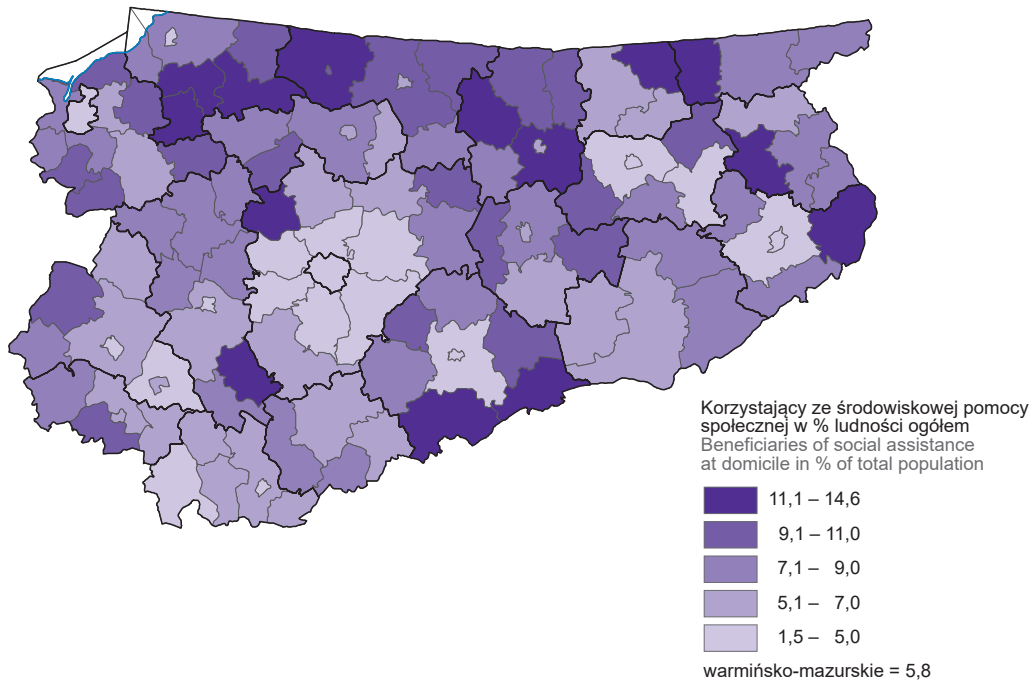 Korzystający ze środowiskowej pomocy
społecznej w % ludności ogółem
Beneficiaries of social assistance
at domicile in % of total population
11,1 – 14,6
9,1 – 11,0
7,1 – 9,0
5,1 – 7,0
1,5 – 5,0
warmińsko-mazurskie = 5,8